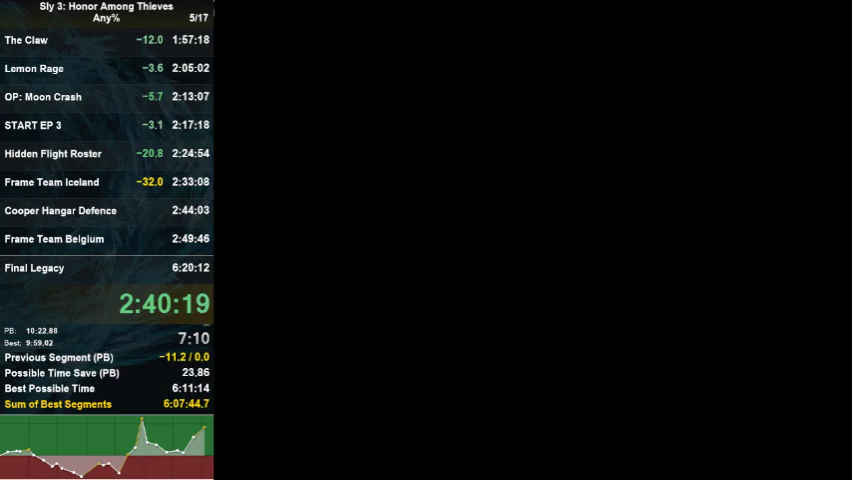 Sly 3: Honor Among Thieves
Any% 5/17
The Claw −12.0 1:57:18
Lemon Rage −3.6 2:05:02
OP: Moon Crash −5.7 2:13:07
START EP 3 −3.1 2:17:18
Hidden Flight Roster −20.8 2:24:54
Frame Team Iceland −32.0 2:33:08
Cooper Hangar Defence 2:44:03
Frame Team Belgium 2:49:46
Final Legacy 6:20:12
2:40:19
PB: 10:22.88
Best: 9:59.02
7:10
Previous Segment (PB) −11.2 / 0.0
Possible Time Save (PB) 23.86
Best Possible Time 6:11:14
Sum of Best Segments 6:07:44.7